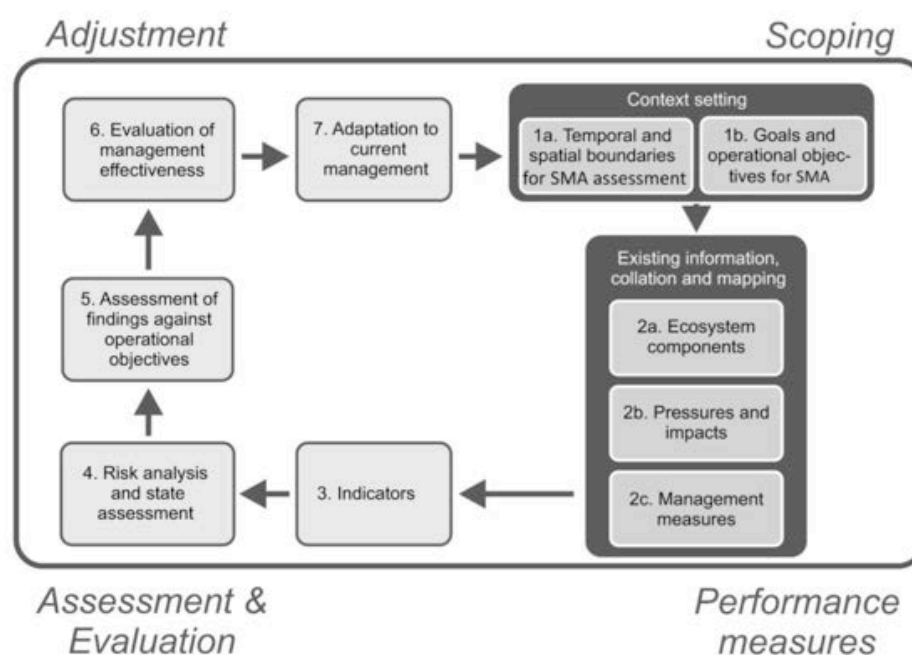 Adjustment
Scoping
6. Evaluation of
management
effectiveness
7. Adaptation to
current
management
Context setting
1a. Temporal and
spatial boundaries
for SMA assessment
1b. Goals and
operational objec-
tives for SMA
Existing information,
collation and mapping
2a. Ecosystem
components
2b. Pressures and
impacts
2c. Management
measures
5. Assessment of
findings against
operational
objectives
4. Risk analysis
and state
assessment
3. Indicators
Assessment &
Evaluation
Performance
measures